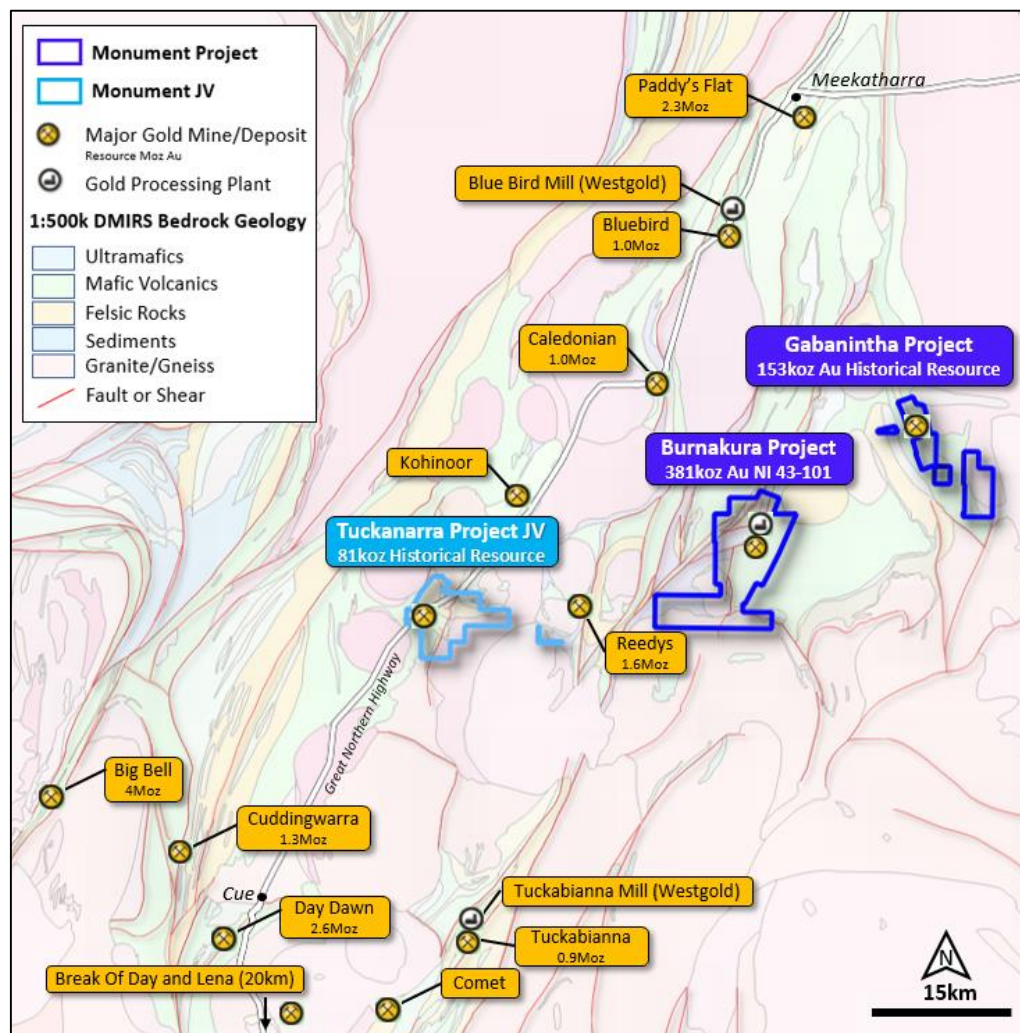 Monument Project
Monument JV
Major Gold Mine/Deposit
Resource Moz Au
Gold Processing Plant
1:500k DMIRS Bedrock Geology
Ultramafics
Mafic Volcanics
Felsic Rocks
Sediments
Granite/Gneiss
Fault or Shear
Meekatharra
Paddy's Flat
2.3Moz
Blue Bird Mill (Westgold)
Bluebird
1.0Moz
Caledonian
1.0Moz
Gabanintha Project
153koz Au Historical Resource
Burnakura Project
381koz Au NI 43-101
Kohinoor
Tuckanarra Project JV
81koz Historical Resource
Reedys
1.6Moz
Great Northern Highway
Big Bell
4Moz
Cuddingwarra
1.3Moz
Cue
Day Dawn
2.6Moz
Tuckabianna Mill (Westgold)
Tuckabianna
0.9Moz
Break Of Day and Lena (20km)
Comet
N
15km